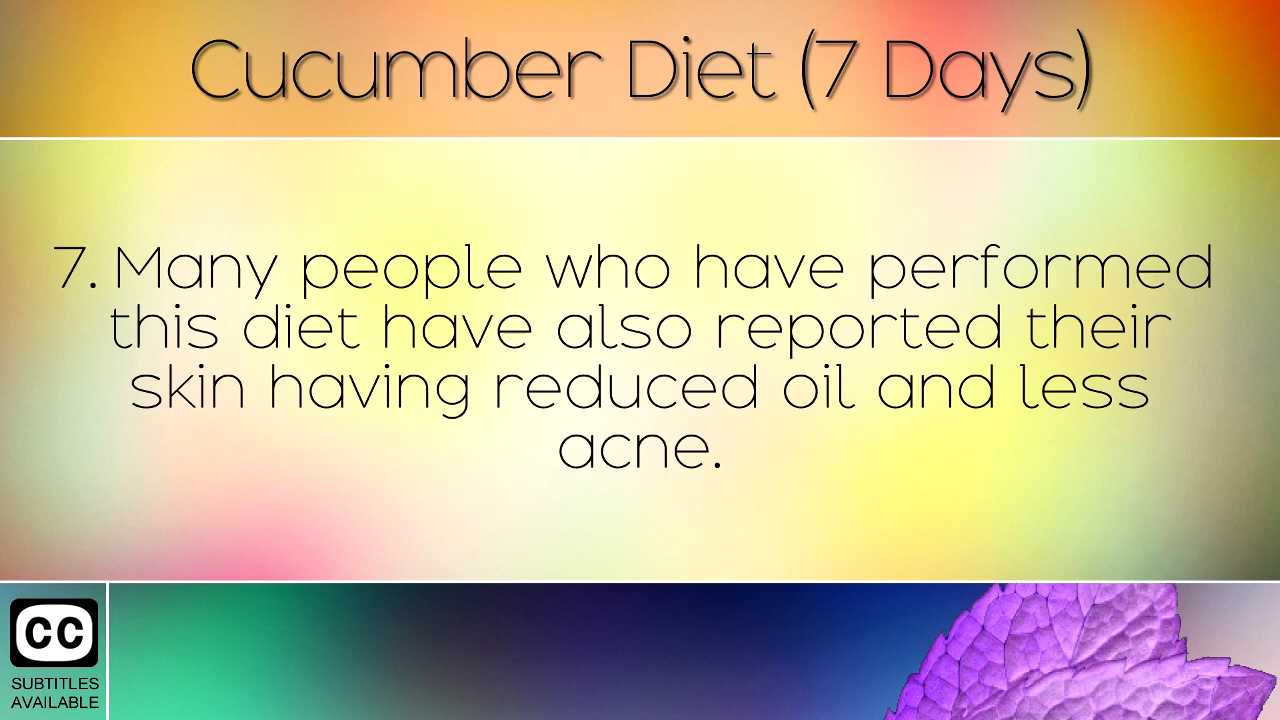 Cucumber Diet (7 Days)
7. Many people who have performed
this diet have also reported their
skin having reduced oil and less
acne.
CC
SUBTITLES
AVAILABLE